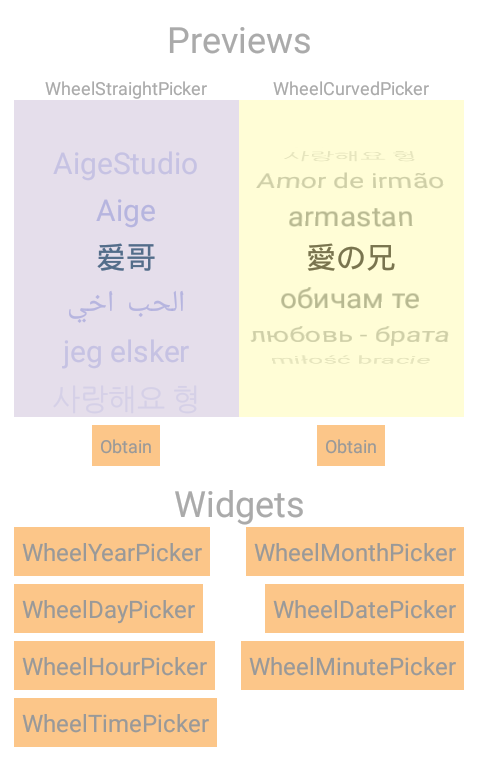 Previews
WheelStraightPicker
WheelCurvedPicker
AigeStudio
Aige
爱哥
الحب اخي
jeg elsker
사랑해요 형
사랑해요 형
Amor de irmão
armastan
愛の兄
обичам те
любовь - брата
miłość bracie
Obtain
Obtain
Widgets
WheelYearPicker
WheelMonthPicker
WheelDayPicker
WheelDatePicker
WheelHourPicker
WheelMinutePicker
WheelTimePicker